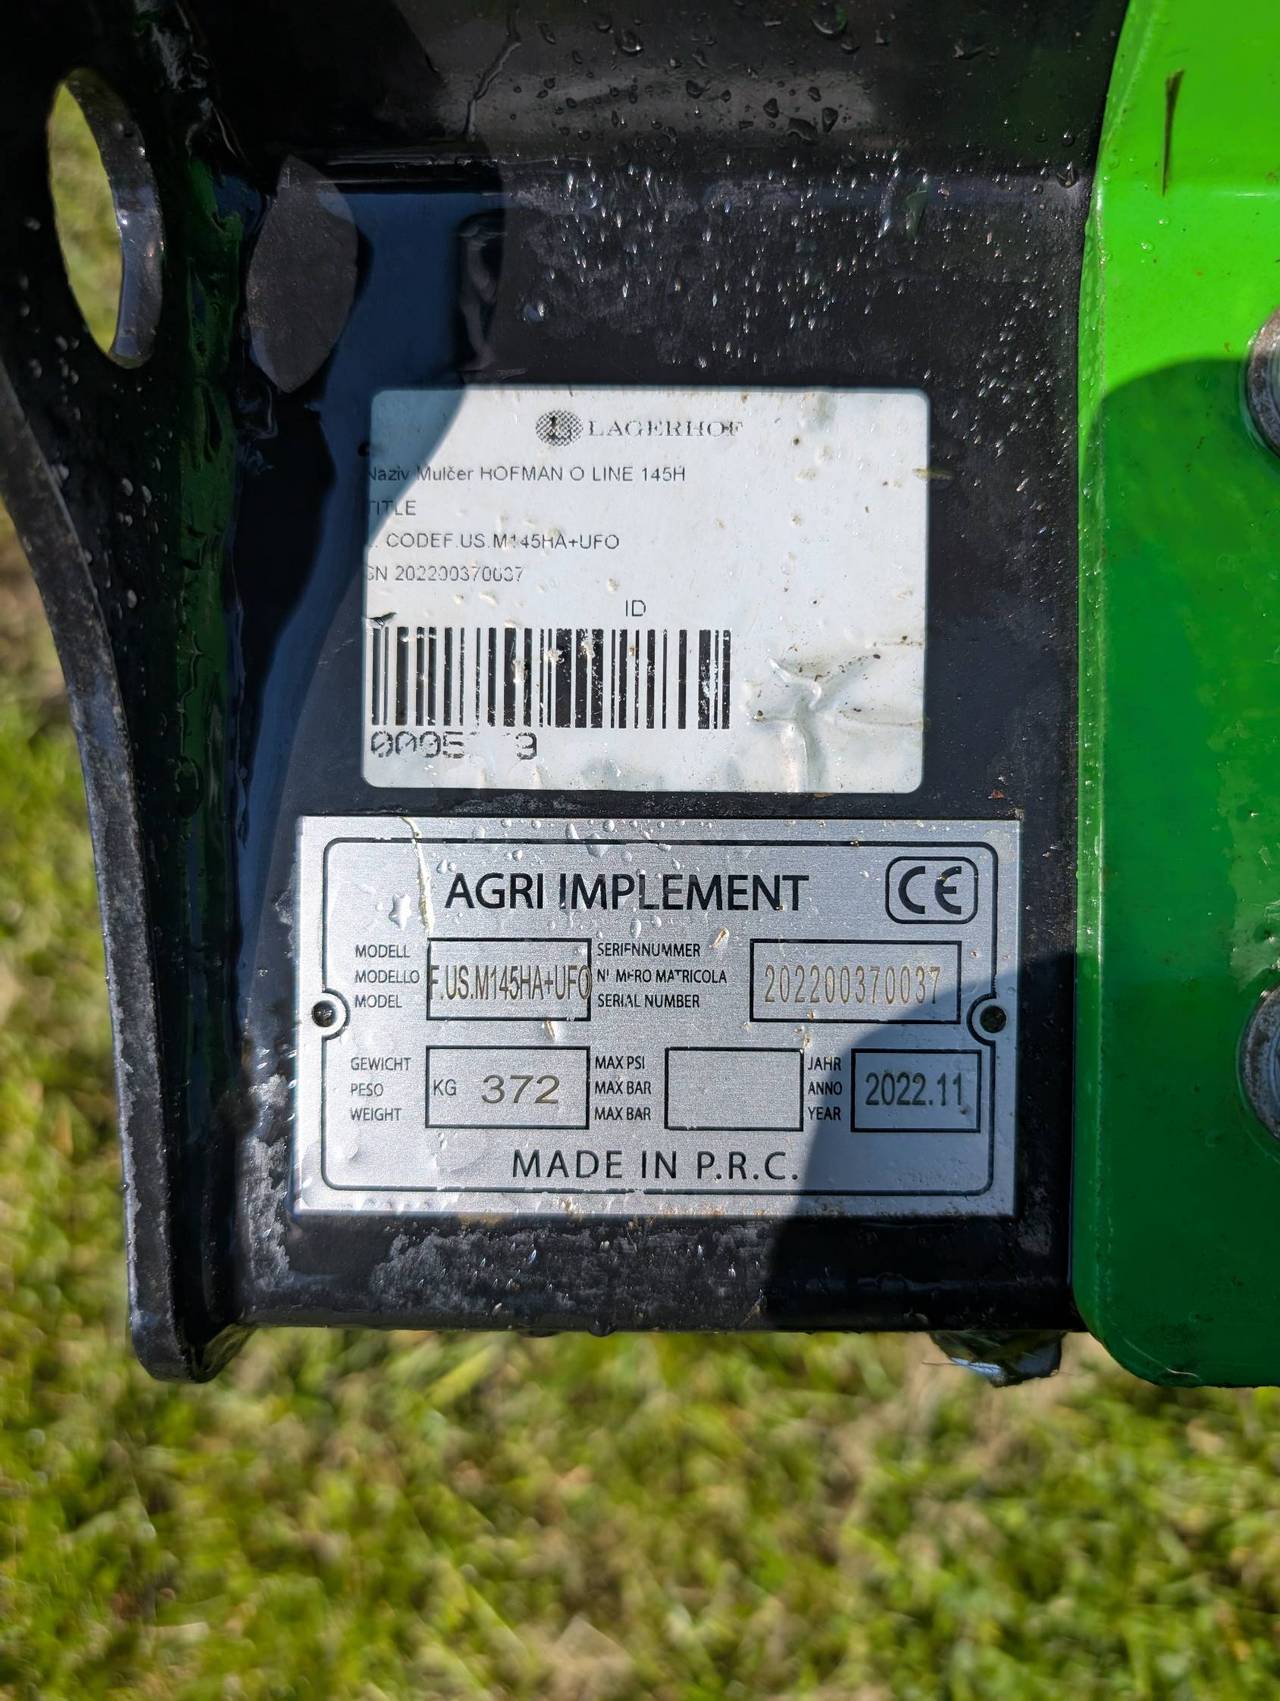 LAGERHOF
Naziv Mulčer HOFMAN O LINE 145H
TITLE
CODEF.US.M145HA+UFO
SN 202200370037
ID
AGRI IMPLEMENT CE
MODELL
MODELLO
MODEL
F.US.M145HA+UFO
SERIENNUMMER
NUMERO MATRICOLA
SERIAL NUMBER
202200370037
GEWICHT
PESO
WEIGHT
KG 372
MAX PSI
MAX BAR
MAX BAR
JAHR
ANNO
YEAR
2022.11
MADE IN P.R.C.